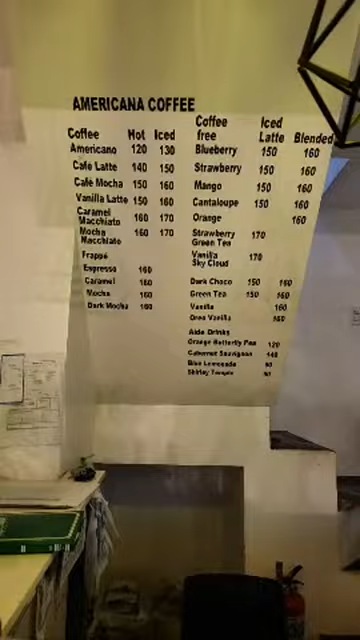 AMERICANA COFFEE
Coffee Hot Iced
Americano 120 130
Cafe Latte 140 150
Cafe Mocha 150 160
Vanilla Latte 150 160
Caramel
Macchiato 160 170
Mocha 160 170
Macchiato
Frappé
Espresso 160
Caramel 160
Mocha 160
Dark Mocha 160
Coffee
free
Iced
Latte
Blended
Blueberry 150 160
Strawberry 150 160
Mango 150 160
Cantaloupe 150 160
Orange 160
Strawberry 170
Green Tea
Vanilla 170
Sky Cloud
Dark Choco 150 160
Green Tea 150 160
Vanilla 160
Oreo Vanilla 160
Aide Drinks
Orange Butterfly Pea 120
Cabernet Sauvignon 140
Blue Lemonade
Shirley Temple